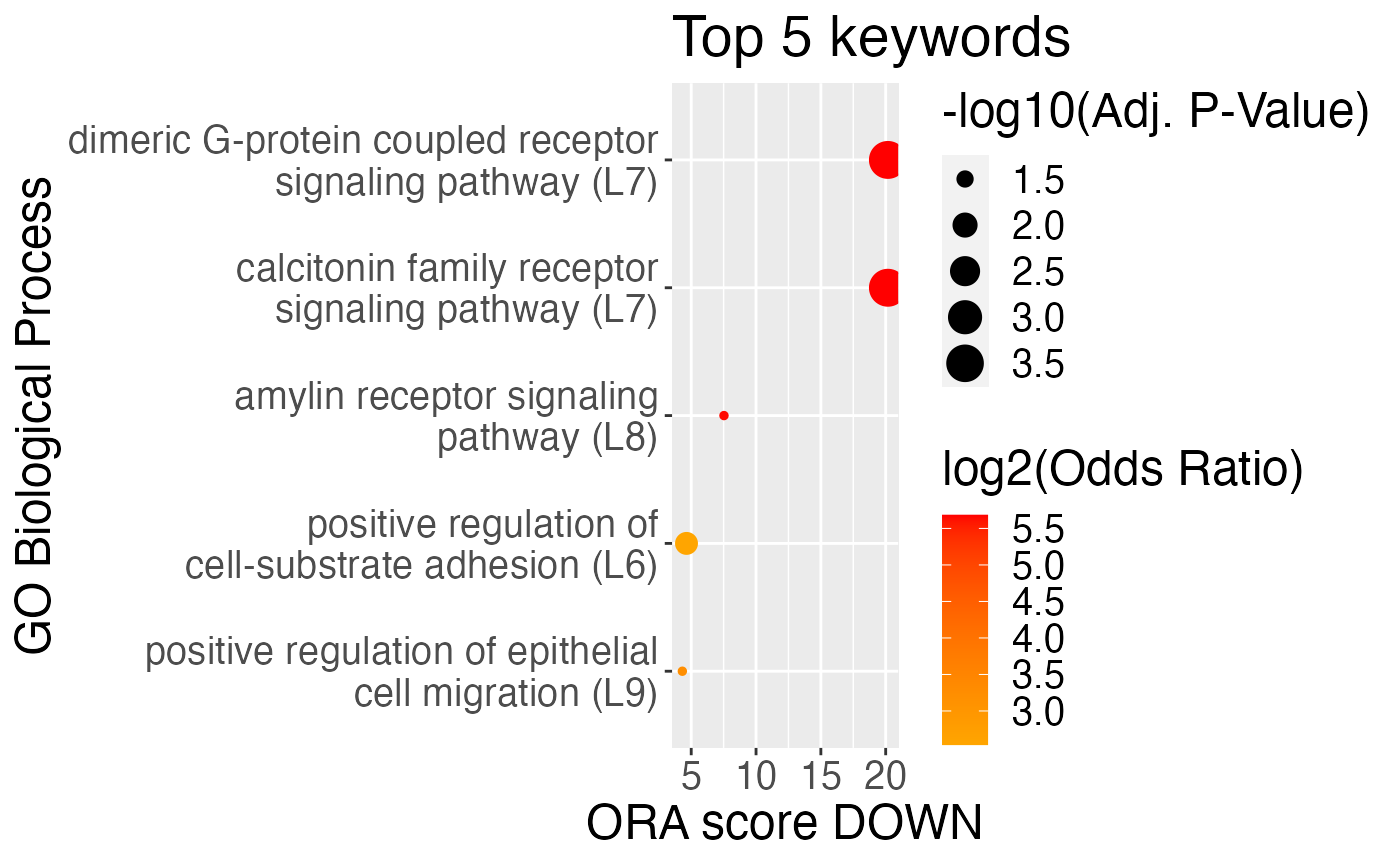 Top 5 keywords
GO Biological Process
dimeric G-protein coupled receptor
signaling pathway (L7)
calcitonin family receptor
signaling pathway (L7)
amylin receptor signaling
pathway (L8)
positive regulation of
cell-substrate adhesion (L6)
positive regulation of epithelial
cell migration (L9)
5 10 15 20
ORA score DOWN
-log10(Adj. P-Value)
1.5
2.0
2.5
3.0
3.5
log2(Odds Ratio)
5.5
5.0
4.5
4.0
3.5
3.0